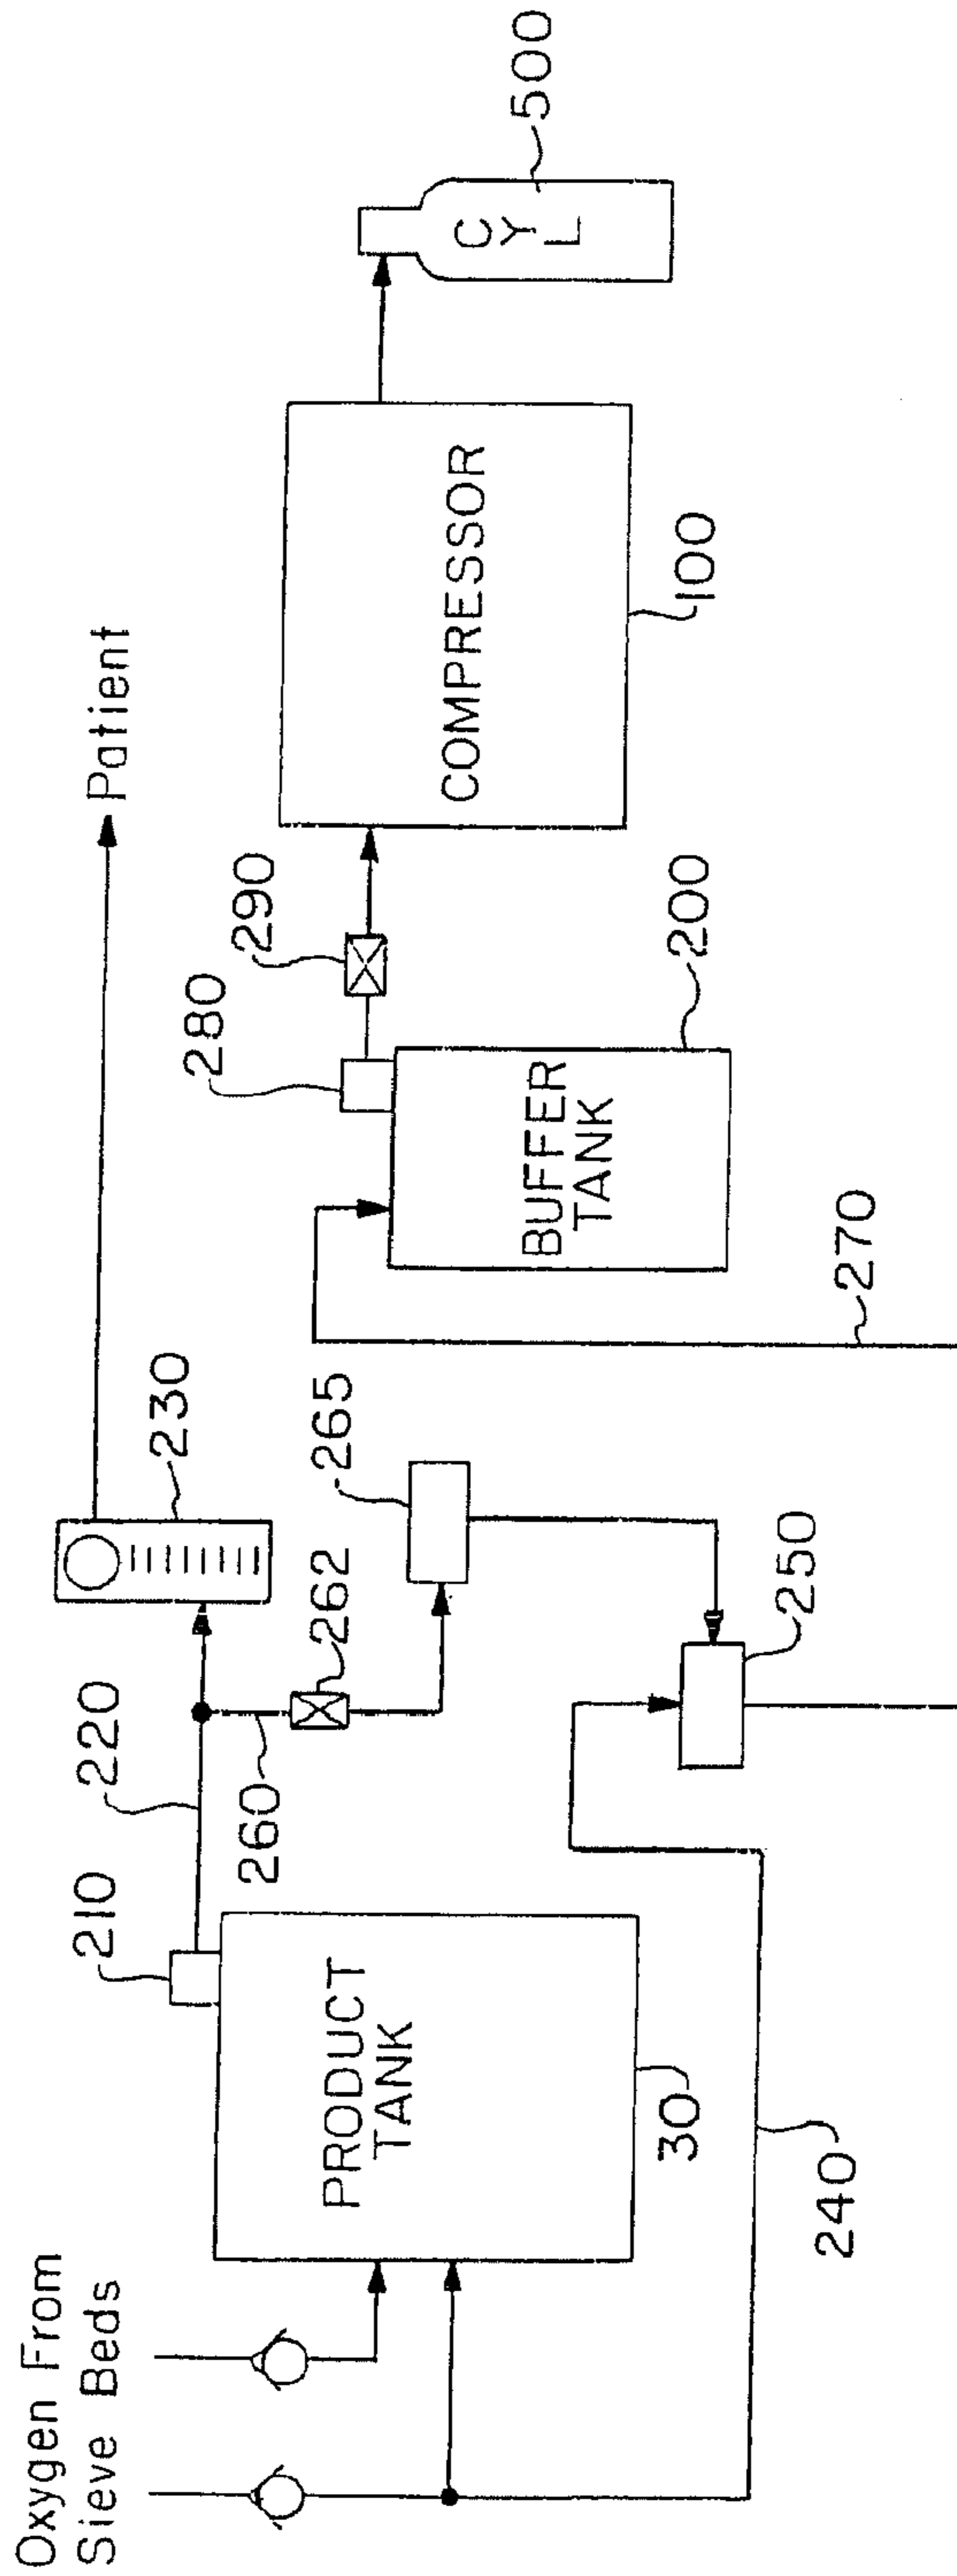 Oxygen From
Sieve Beds
PRODUCT
TANK
30
210
220
230
Patient
240
250
260
262
265
270
BUFFER
TANK
200
280
290
COMPRESSOR
100
CYL
500